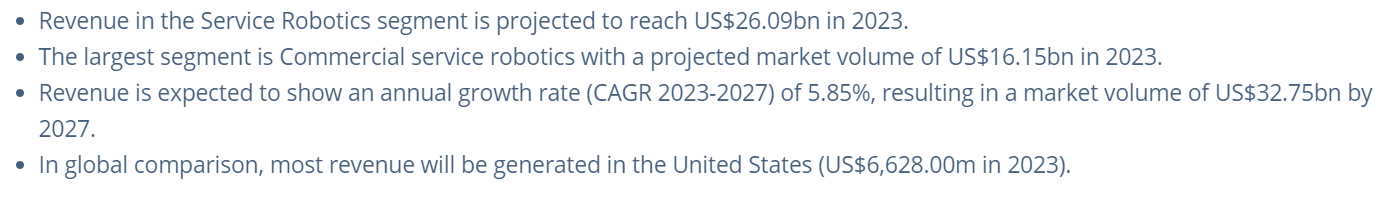 • Revenue in the Service Robotics segment is projected to reach US$26.09bn in 2023.
• The largest segment is Commercial service robotics with a projected market volume of US$16.15bn in 2023.
• Revenue is expected to show an annual growth rate (CAGR 2023-2027) of 5.85%, resulting in a market volume of US$32.75bn by
2027.
• In global comparison, most revenue will be generated in the United States (US$6,628.00m in 2023).